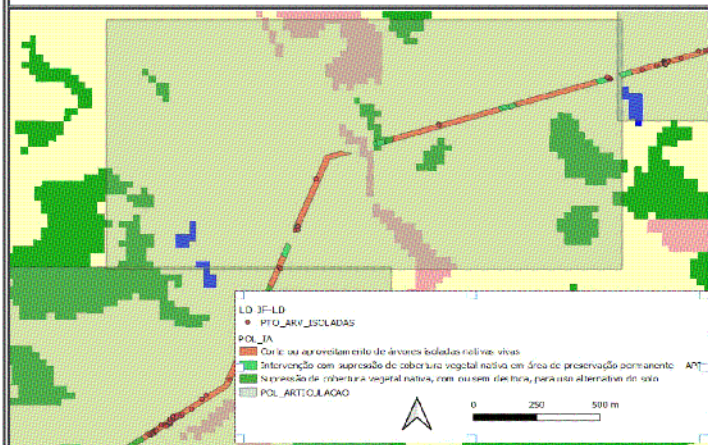 LD JF-LD
PTO_ARV_ISOLADAS
POL_IA
Corte ou aproveitamento de árvores isoladas nativas vivas
Intervenção com supressão de cobertura vegetal nativa em área de preservação permanente APP
Supressão de cobertura vegetal nativa, com ou sem destoca, para uso alternativo do solo
POL_ARTICULACAO
0 250 500 m